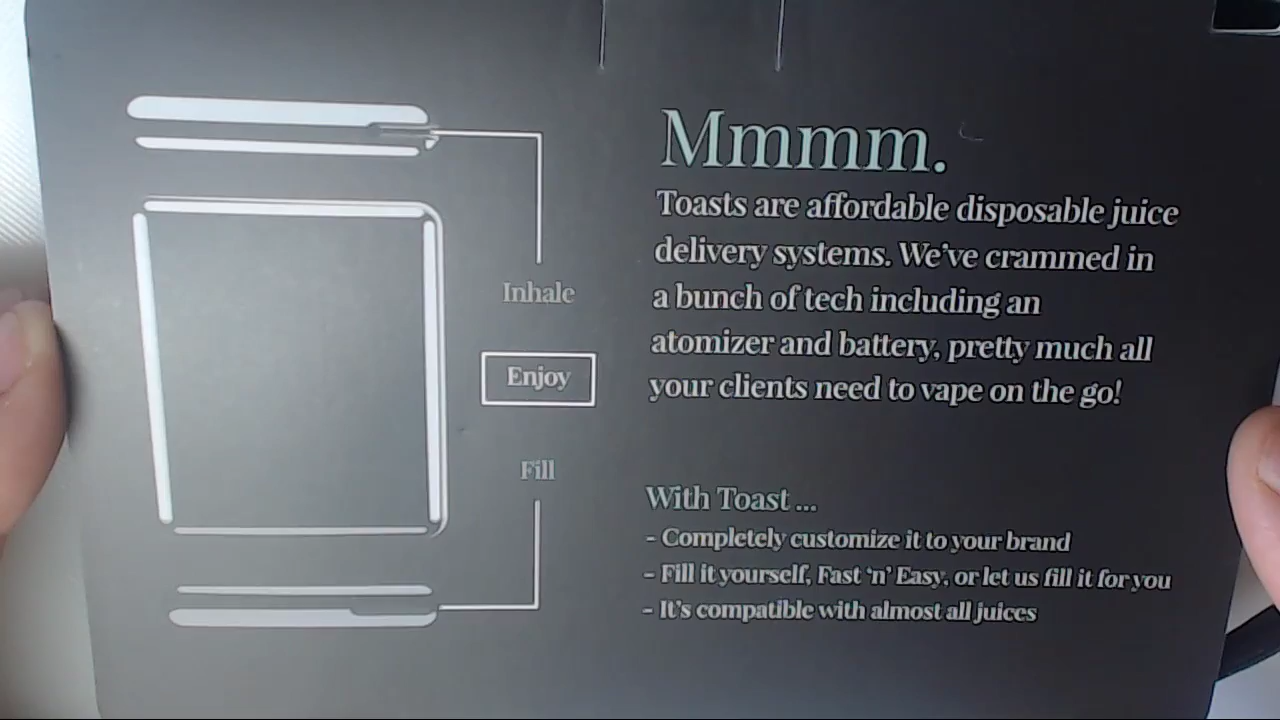 Mmmm.
Toasts are affordable disposable juice
delivery systems. We've crammed in
a bunch of tech including an
atomizer and battery, pretty much all
your clients need to vape on the go!
Inhale
Enjoy
Fill
With Toast ...
- Completely customize it to your brand
- Fill it yourself, Fast 'n' Easy, or let us fill it for you
- It's compatible with almost all juices